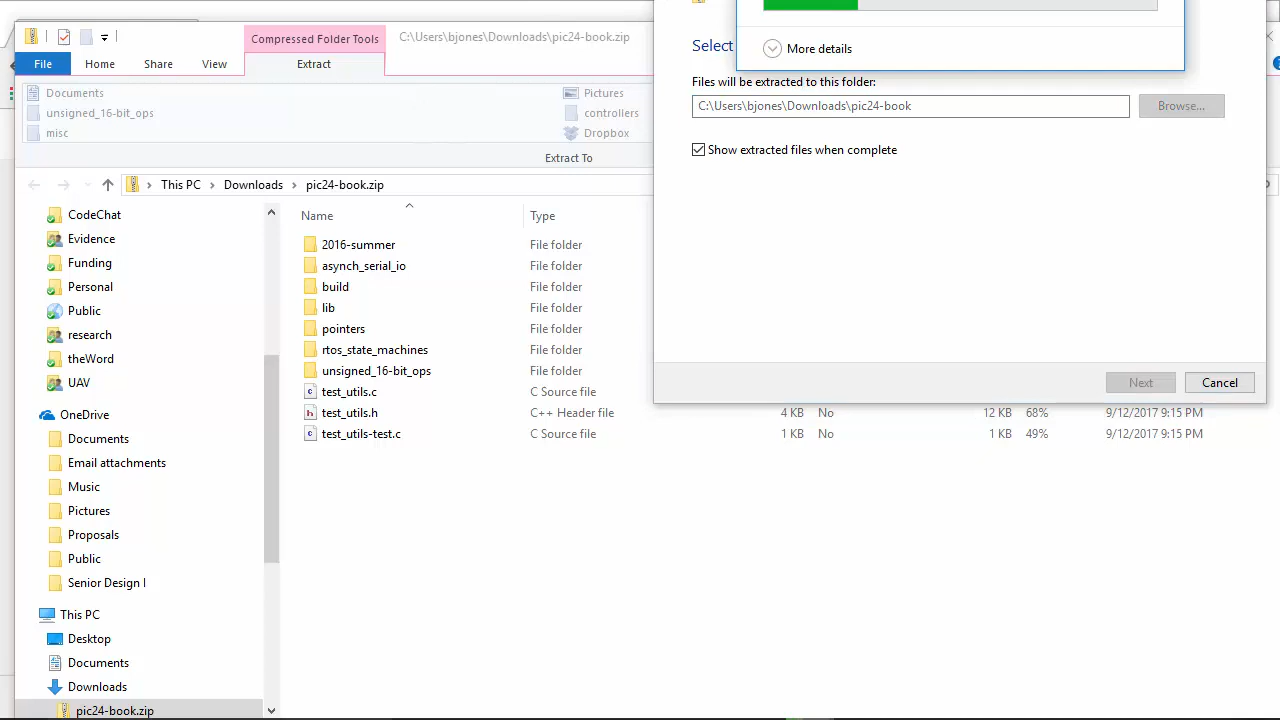 Compressed Folder Tools
C:\Users\bjones\Downloads\pic24-book.zip
File Home Share View Extract
Documents
unsigned_16-bit_ops
misc
Pictures
controllers
Dropbox
Extract To
This PC > Downloads > pic24-book.zip
CodeChat
Evidence
Funding
Personal
Public
research
theWord
UAV
OneDrive
Documents
Email attachments
Music
Pictures
Proposals
Public
Senior Design I
This PC
Desktop
Documents
Downloads
pic24-book.zip
Name Type
2016-summer File folder
asynch_serial_io File folder
build File folder
lib File folder
pointers File folder
rtos_state_machines File folder
unsigned_16-bit_ops File folder
test_utils.c C Source file
test_utils.h C++ Header file 4 KB No 12 KB 68% 9/12/2017 9:15 PM
test_utils-test.c C Source file 1 KB No 1 KB 49% 9/12/2017 9:15 PM
More details
Select
Files will be extracted to this folder:
C:\Users\bjones\Downloads\pic24-book Browse...
Show extracted files when complete
Next Cancel